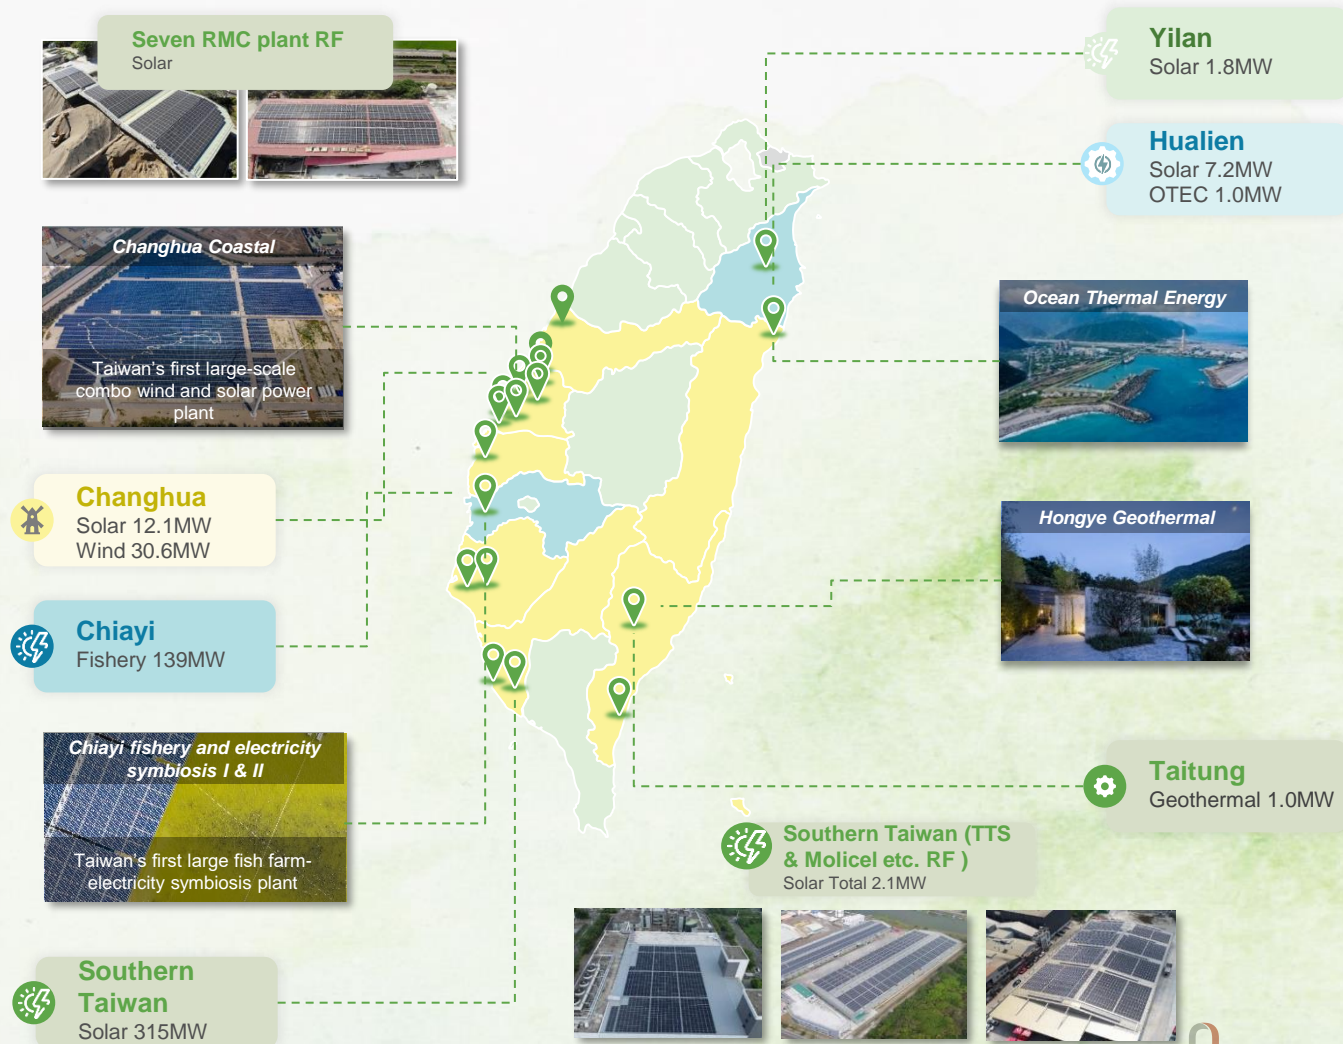 Seven RMC plant RF
Solar
Changhua Coastal
Taiwan's first large-scale
combo wind and solar power
plant
Changhua
Solar 12.1MW
Wind 30.6MW
Chiayi
Fishery 139MW
Chiayi fishery and electricity
symbiosis I & II
Taiwan's first large fish farm-
electricity symbiosis plant
Southern
Taiwan
Solar 315MW
Yilan
Solar 1.8MW
Hualien
Solar 7.2MW
OTEC 1.0MW
Ocean Thermal Energy
Hongye Geothermal
Taitung
Geothermal 1.0MW
Southern Taiwan (TTS
& Molicel etc. RF )
Solar Total 2.1MW